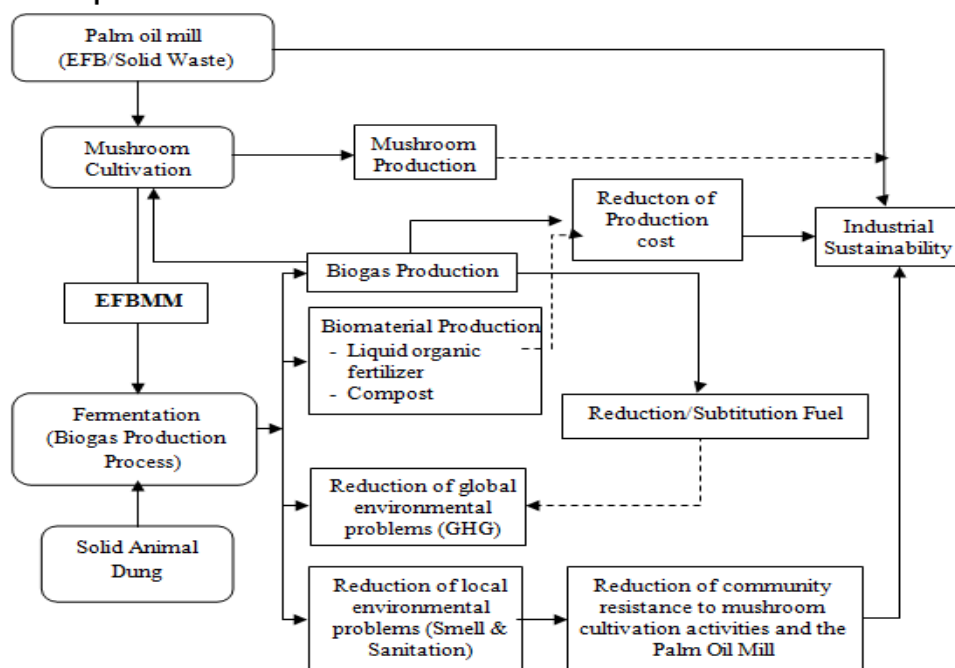 Palm oil mill
(EFB/Solid Waste)
Mushroom
Cultivation
Mushroom
Production
Reducton of
Production
cost
Industrial
Sustainability
Biogas Production
EFBMM
Biomaterial Production
- Liquid organic
fertilizer
- Compost
Fermentation
(Biogas Production
Process)
Reduction/Subtitution Fuel
Reduction of global
environmental
problems (GHG)
Solid Animal
Dung
Reduction of local
environmental
problems (Smell &
Sanitation)
Reduction of community
resistance to mushroom
cultivation activities and the
Palm Oil Mill